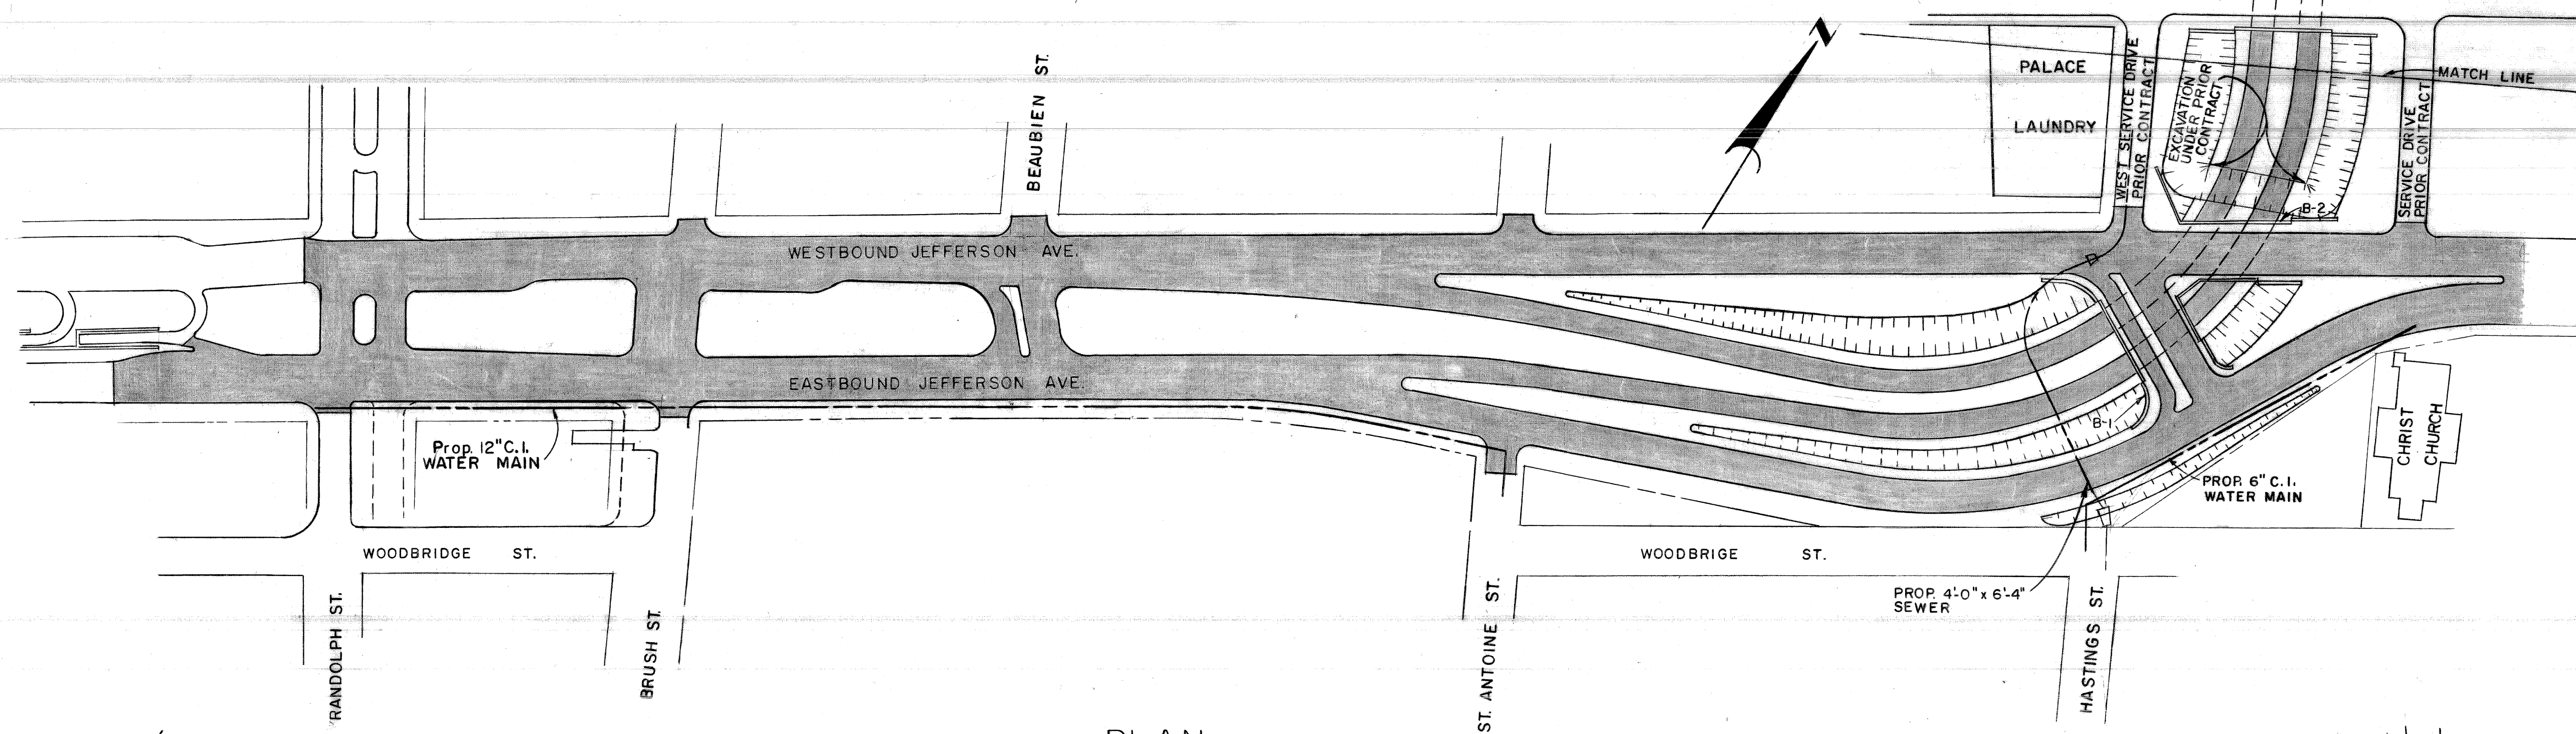 N
PALACE
LAUNDRY
WEST SERVICE DRIVE
PRIOR CONTRACT
EXCAVATION
UNDER PRIOR
CONTRACT
MATCH LINE
SERVICE DRIVE
PRIOR CONTRACT
B-2
BEAUBIEN ST.
WESTBOUND JEFFERSON AVE.
EASTBOUND JEFFERSON AVE.
B-1
CHRIST
CHURCH
Prop. 12" C.I.
WATER MAIN
PROP. 6" C.I.
WATER MAIN
WOODBRIDGE ST.
WOODBRIGE ST.
PROP. 4'-0" x 6'-4"
SEWER
RANDOLPH ST.
BRUSH ST.
ST. ANTOINE ST.
HASTINGS ST.
PLAN